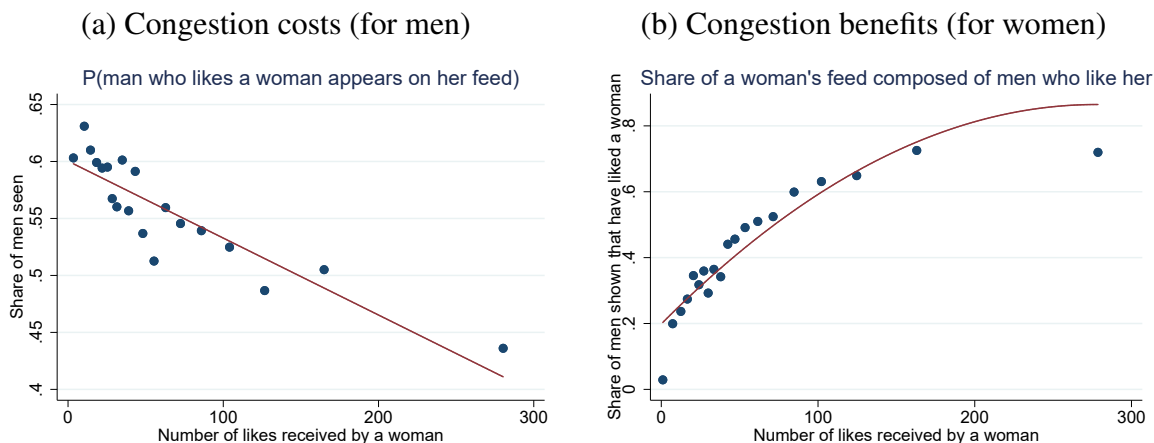 (a) Congestion costs (for men)
P(man who likes a woman appears on her feed)
Share of men seen
.65
.6
.55
.5
.45
.4
0
100
200
300
Number of likes received by a woman
(b) Congestion benefits (for women)
Share of a woman's feed composed of men who like her
Share of men shown that have liked a woman
.8
.6
.4
.2
0
0
100
200
300
Number of likes received by a woman